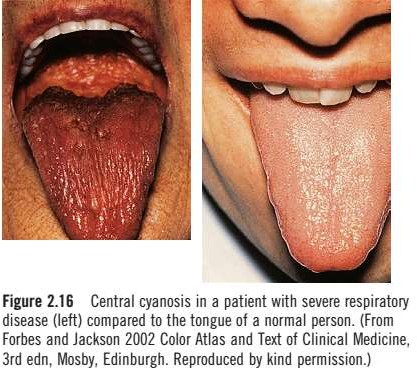 Figure 2.16 Central cyanosis in a patient with severe respiratory
disease (left) compared to the tongue of a normal person. (From
Forbes and Jackson 2002 Color Atlas and Text of Clinical Medicine,
3rd edn, Mosby, Edinburgh. Reproduced by kind permission.)